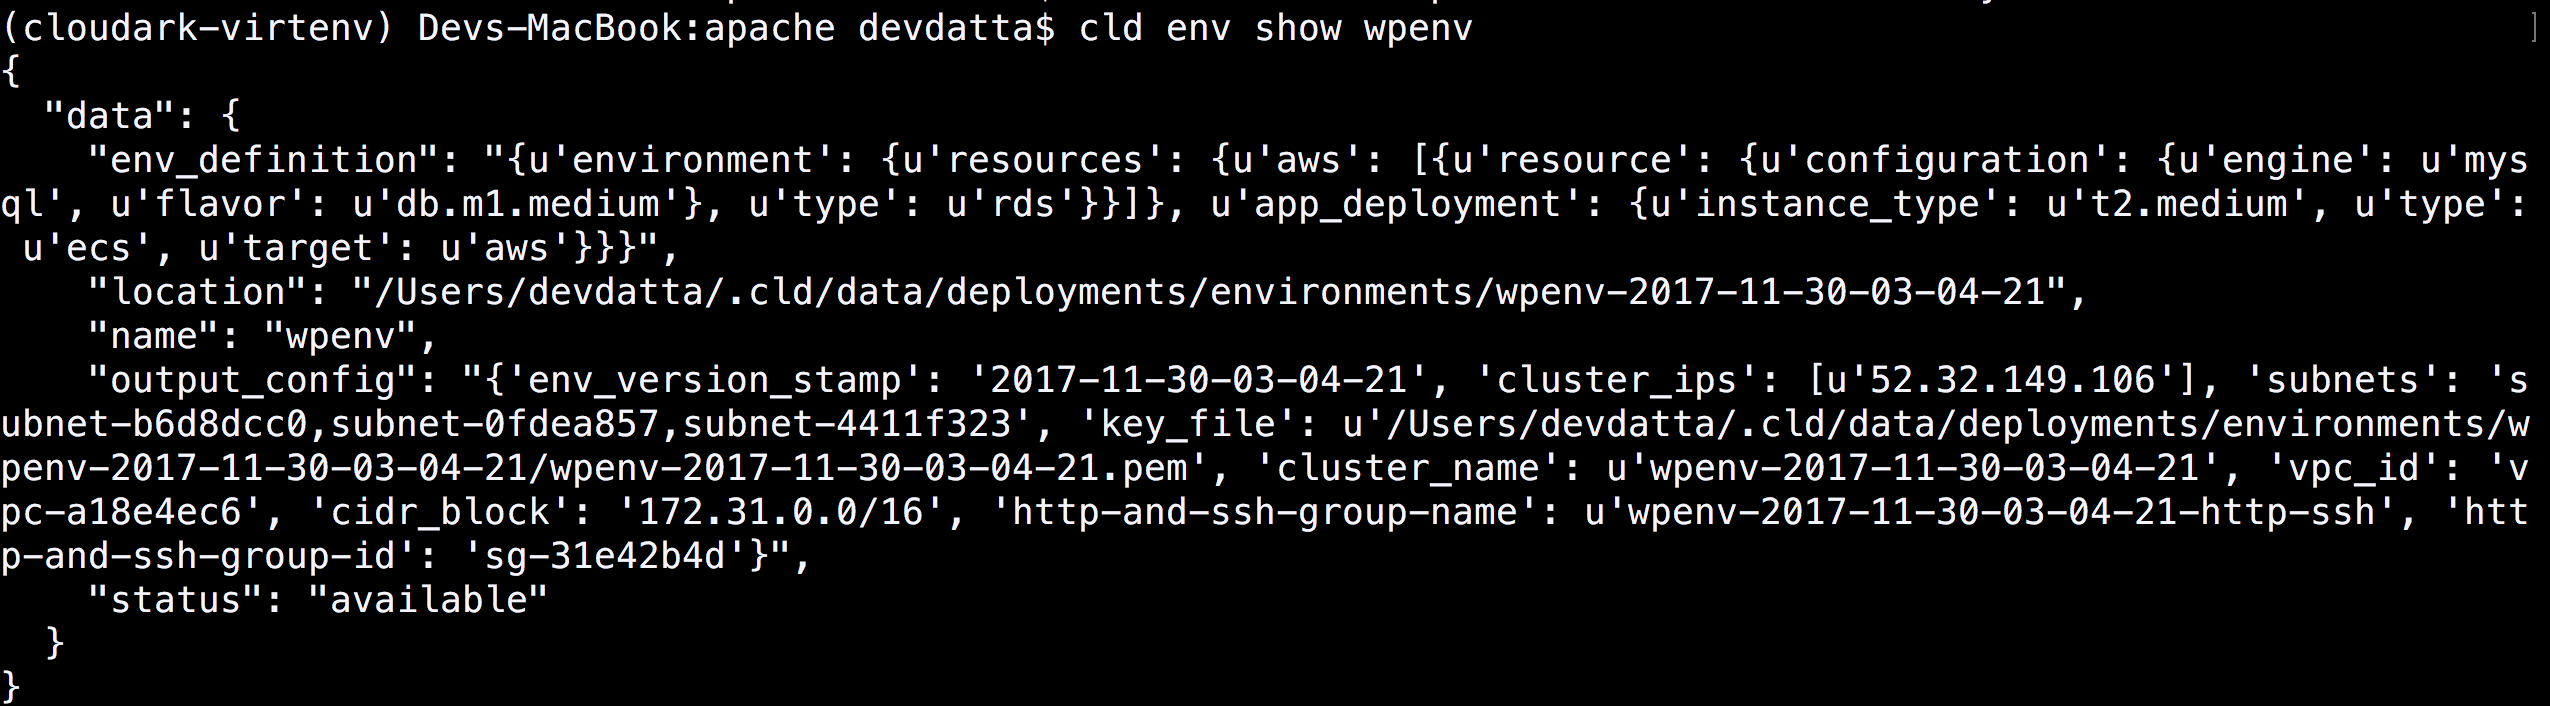 (cloudark-virtenv) Devs-MacBook:apache devdatta$ cld env show wpenv
{
  "data": {
    "env_definition": "{u'environment': {u'resources': {u'aws': [{u'resource': {u'configuration': {u'engine': u'mys
ql', u'flavor': u'db.m1.medium'}, u'type': u'rds'}}]}, u'app_deployment': {u'instance_type': u't2.medium', u'type':
 u'ecs', u'target': u'aws'}}}",
    "location": "/Users/devdatta/.cld/data/deployments/environments/wpenv-2017-11-30-03-04-21",
    "name": "wpenv",
    "output_config": "{'env_version_stamp': '2017-11-30-03-04-21', 'cluster_ips': [u'52.32.149.106'], 'subnets': 's
ubnet-b6d8dcc0,subnet-0fdea857,subnet-4411f323', 'key_file': u'/Users/devdatta/.cld/data/deployments/environments/w
penv-2017-11-30-03-04-21/wpenv-2017-11-30-03-04-21.pem', 'cluster_name': u'wpenv-2017-11-30-03-04-21', 'vpc_id': 'v
pc-a18e4ec6', 'cidr_block': '172.31.0.0/16', 'http-and-ssh-group-name': u'wpenv-2017-11-30-03-04-21-http-ssh', 'htt
p-and-ssh-group-id': 'sg-31e42b4d'}",
    "status": "available"
  }
}